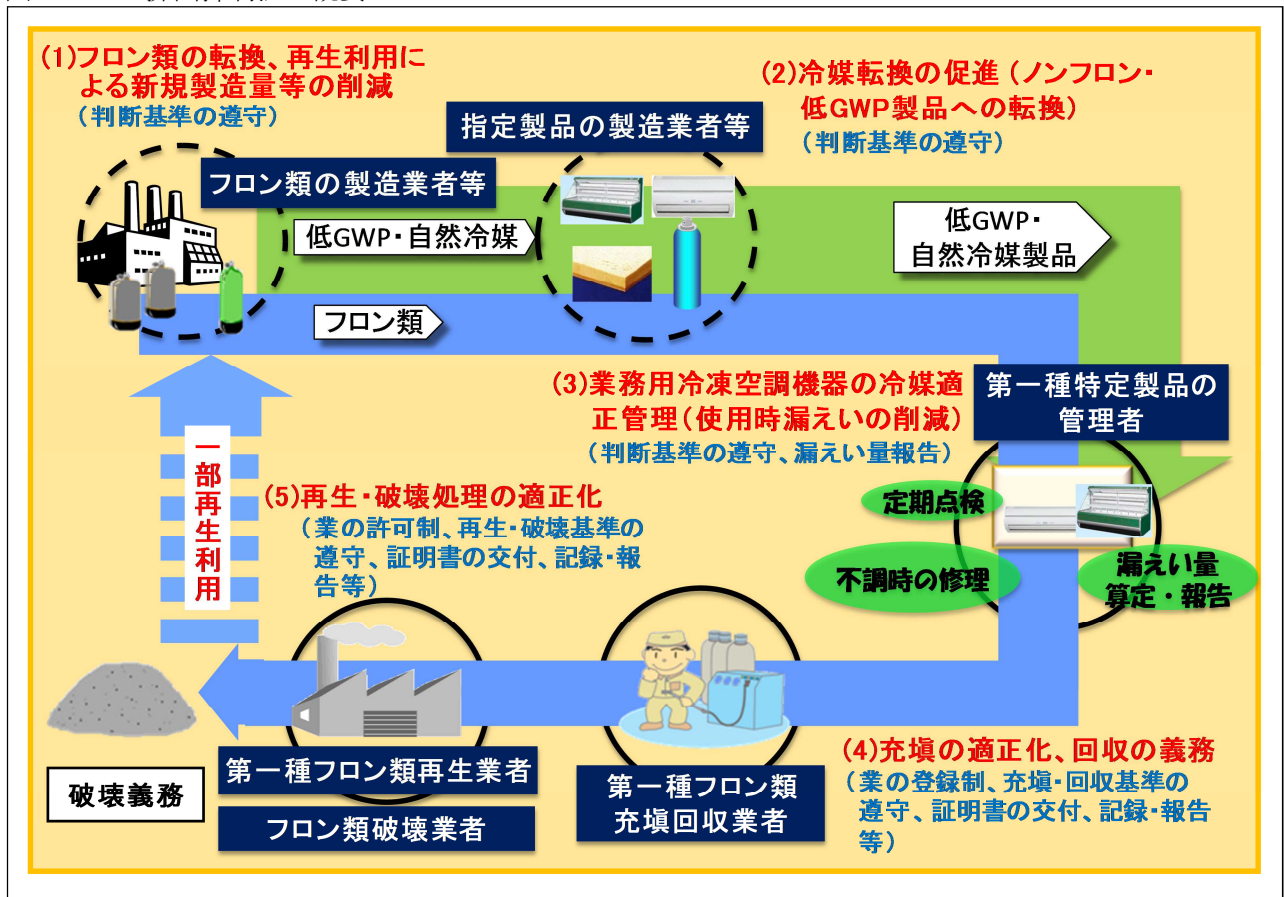 (1)フロン類の転換、再生利用に
よる新規製造量等の削減
(判断基準の遵守)
(2)冷媒転換の促進(ノンフロン・
低GWP製品への転換)
(判断基準の遵守)
指定製品の製造業者等
フロン類の製造業者等
低GWP・自然冷媒
低GWP・
自然冷媒製品
フロン類
(3)業務用冷凍空調機器の冷媒適
正管理(使用時漏えいの削減)
(判断基準の遵守、漏えい量報告)
第一種特定製品の
管理者
定期点検
不調時の修理
漏えい量
算定・報告
一部再生利用
(5)再生・破壊処理の適正化
(業の許可制、再生・破壊基準の
遵守、証明書の交付、記録・報
告等)
(4)充塡の適正化、回収の義務
(業の登録制、充塡・回収基準の
遵守、証明書の交付、記録・報告
等)
第一種フロン類再生業者
フロン類破壊業者
第一種フロン類
充塡回収業者
破壊義務